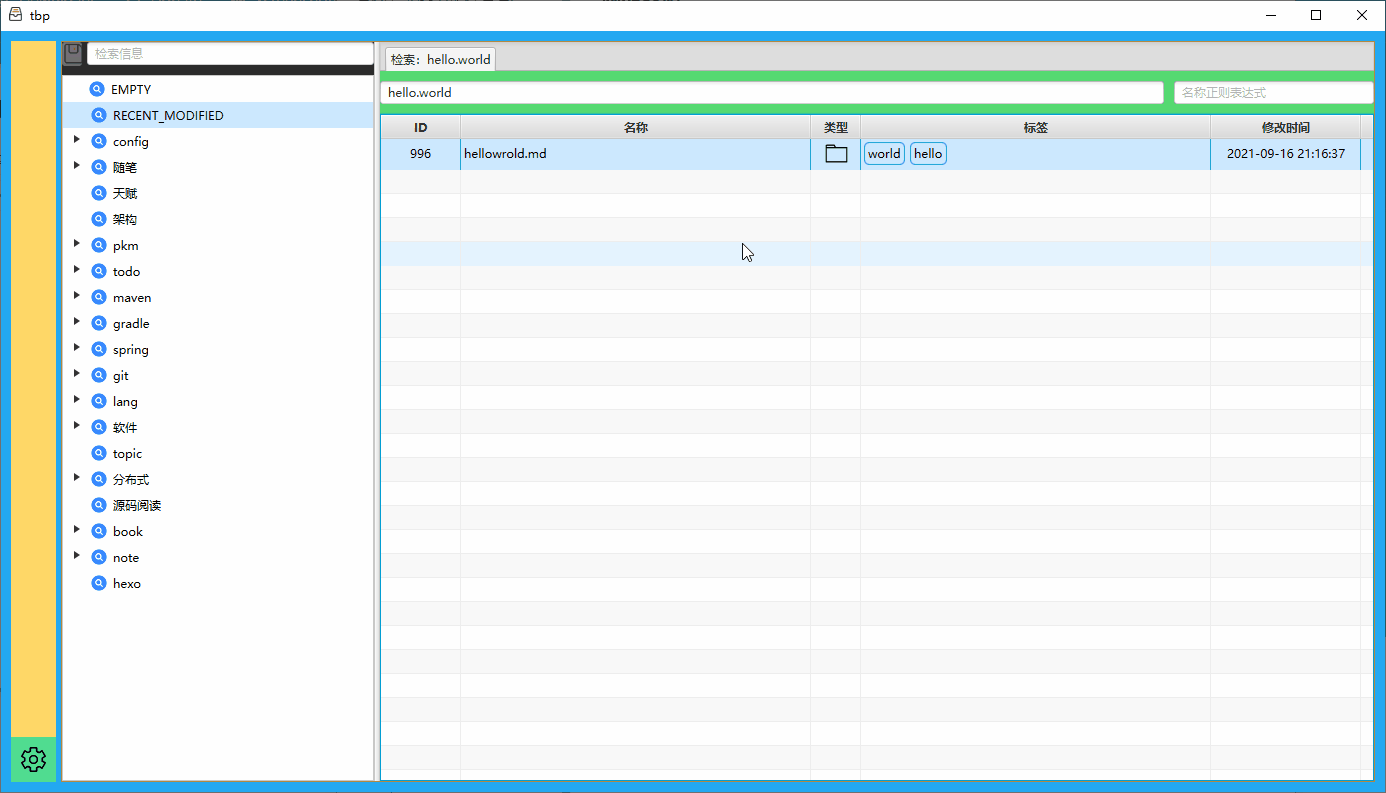 tbp
检索信息
EMPTY
RECENT_MODIFIED
config
随笔
天赋
架构
pkm
todo
maven
gradle
spring
git
lang
软件
topic
分布式
源码阅读
book
note
hexo
检索：hello.world
hello.world 名称正则表达式
ID 名称 类型 标签 修改时间
996 hellowrold.md world hello 2021-09-16 21:16:37